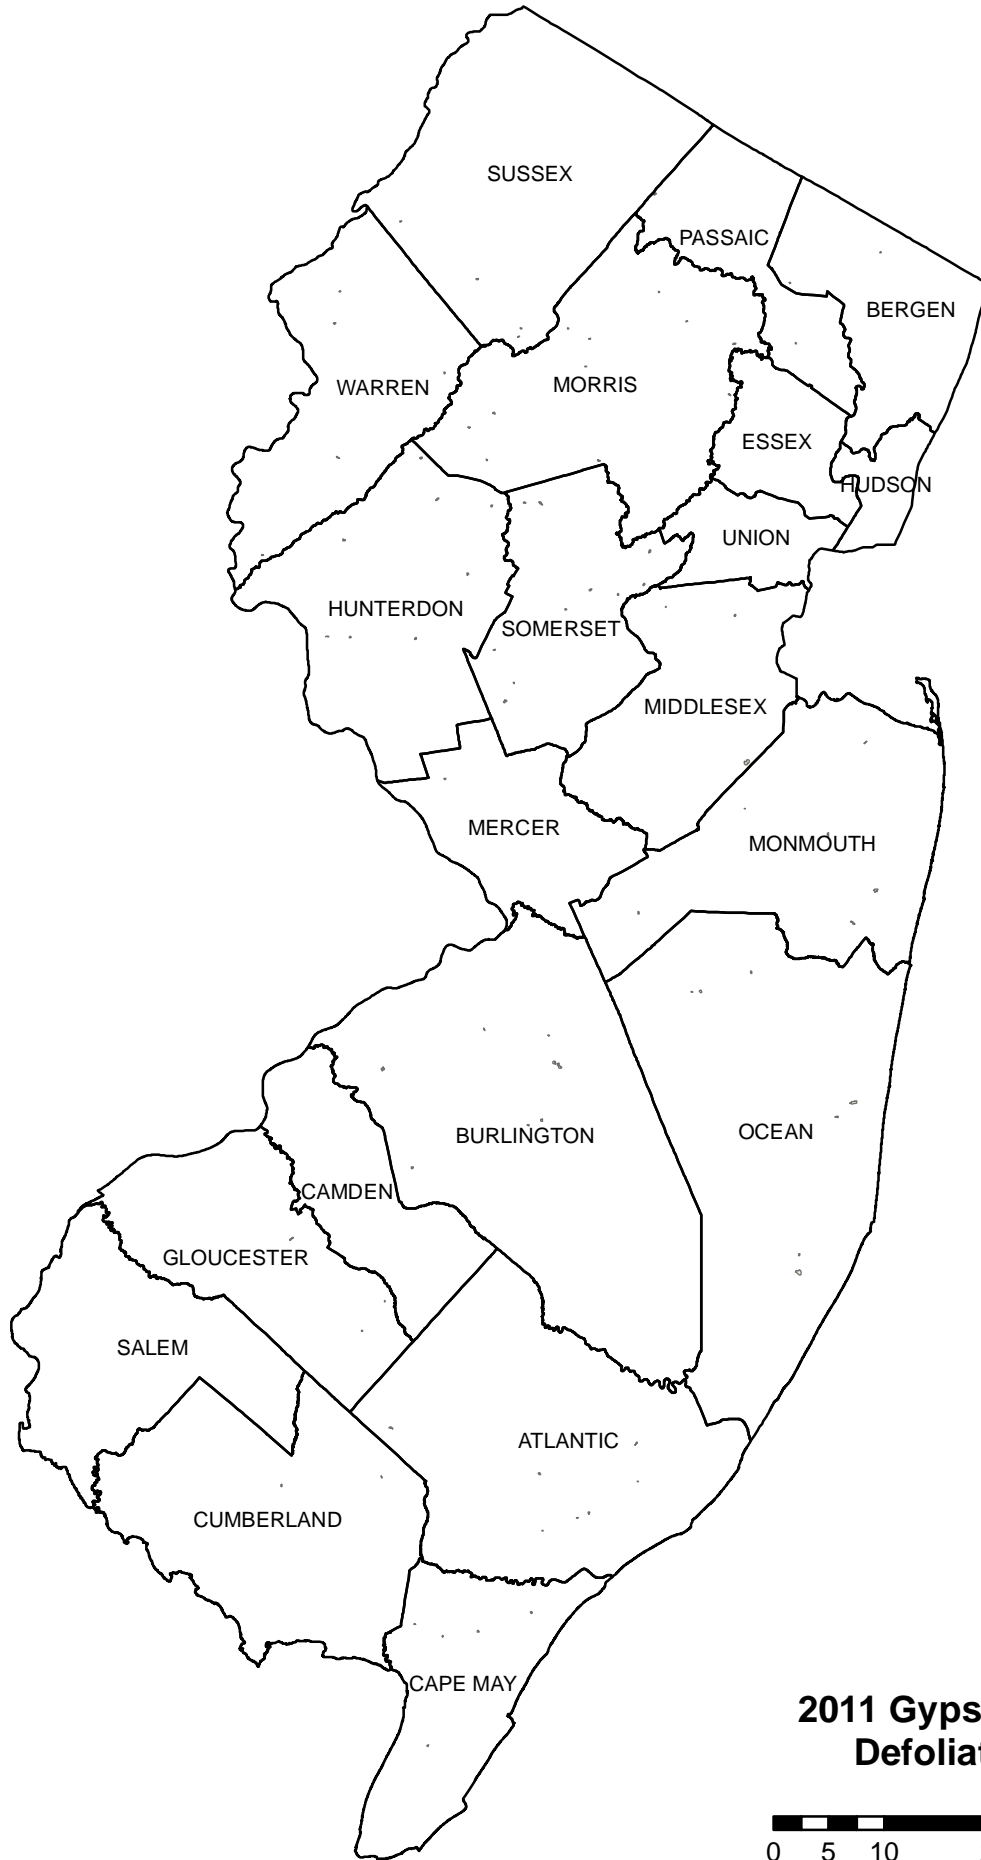 SUSSEX
PASSAIC
BERGEN
WARREN
MORRIS
ESSEX
HUDSON
UNION
HUNTERDON
SOMERSET
MIDDLESEX
MERCER
MONMOUTH
BURLINGTON
OCEAN
CAMDEN
GLOUCESTER
SALEM
ATLANTIC
CUMBERLAND
CAPE MAY
2011 Gyps
Defoliat
0 5 10